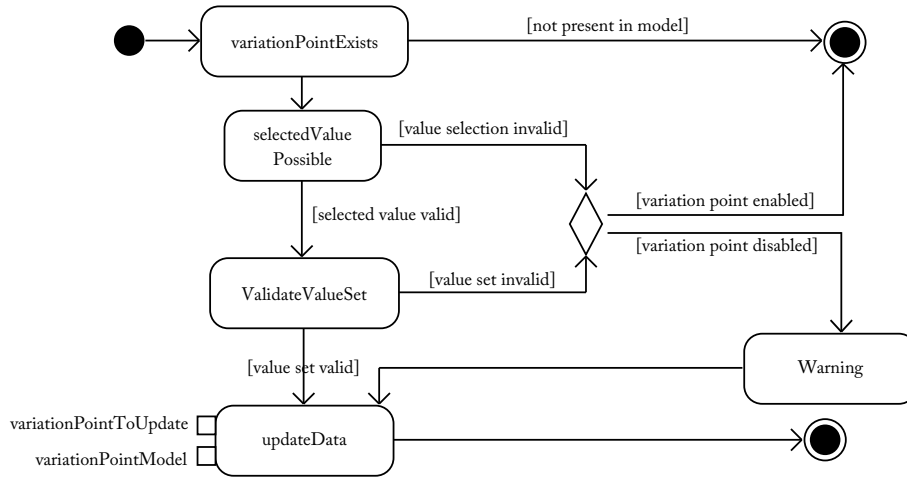 [not present in model]
variationPointExists
selectedValue
Possible
[value selection invalid]
[variation point enabled]
[selected value valid]
[variation point disabled]
[value set invalid]
ValidateValueSet
[value set valid]
Warning
variationPointToUpdate
updateData
variationPointModel